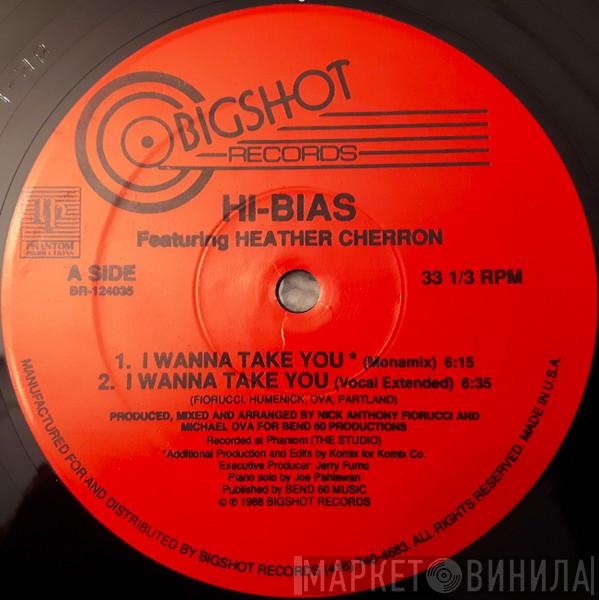 BIGSHOT
RECORDS
HI-BIAS
Featuring HEATHER CHERRON
PHANTOM
PRODUCTIONS
A SIDE
BR-124035
33 1/3 RPM
1. I WANNA TAKE YOU * (Monamix) 6:15
2. I WANNA TAKE YOU (Vocal Extended) 6:35
(FIORUCCI, HUMENICK, OVA, PARTLAND)
PRODUCED, MIXED AND ARRANGED BY NICK ANTHONY FIORUCCI AND
MICHAEL OVA FOR BEND 60 PRODUCTIONS
Recorded at Phantom (THE STUDIO)
*Additional Production and Edits by Komix for Komix Co.
Executive Producer: Jerry Fumo
Piano solo by Joe Pahlawan
Published by BEND 60 MUSIC
© ℗ 1988 BIGSHOT RECORDS
MANUFACTURED FOR AND DISTRIBUTED BY BIGSHOT RECORDS (416) 740-4683. ALL RIGHTS RESERVED. MADE IN U.S.A.
МАРКЕТ ВИНИЛА